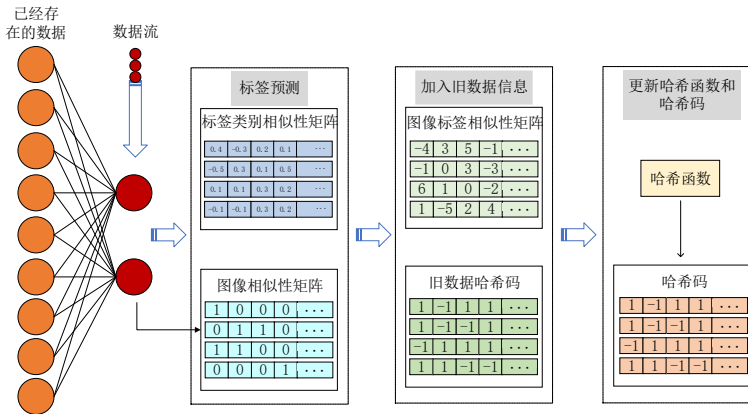 已经存
在的数据
数据流
标签预测
标签类别相似性矩阵
0.4 -0.3 0.2 0.1 ...
-0.5 0.3 0.1 0.5 ...
0.1 0.1 0.3 0.2 ...
-0.1 -0.1 0.3 0.2 ...
图像相似性矩阵
1 0 0 0 ...
0 1 1 0 ...
1 1 0 0 ...
0 0 0 1 ...
加入旧数据信息
图像标签相似性矩阵
-4 3 5 -1 ...
-1 0 3 -3 ...
6 1 0 -2 ...
1 -5 2 4 ...
旧数据哈希码
1 -1 1 1 ...
1 -1 -1 1 ...
-1 1 1 1 ...
1 1 -1 -1 ...
更新哈希函数和
哈希码
哈希函数
哈希码
1 -1 1 1 ...
1 -1 -1 1 ...
-1 1 1 1 ...
1 1 -1 -1 ...